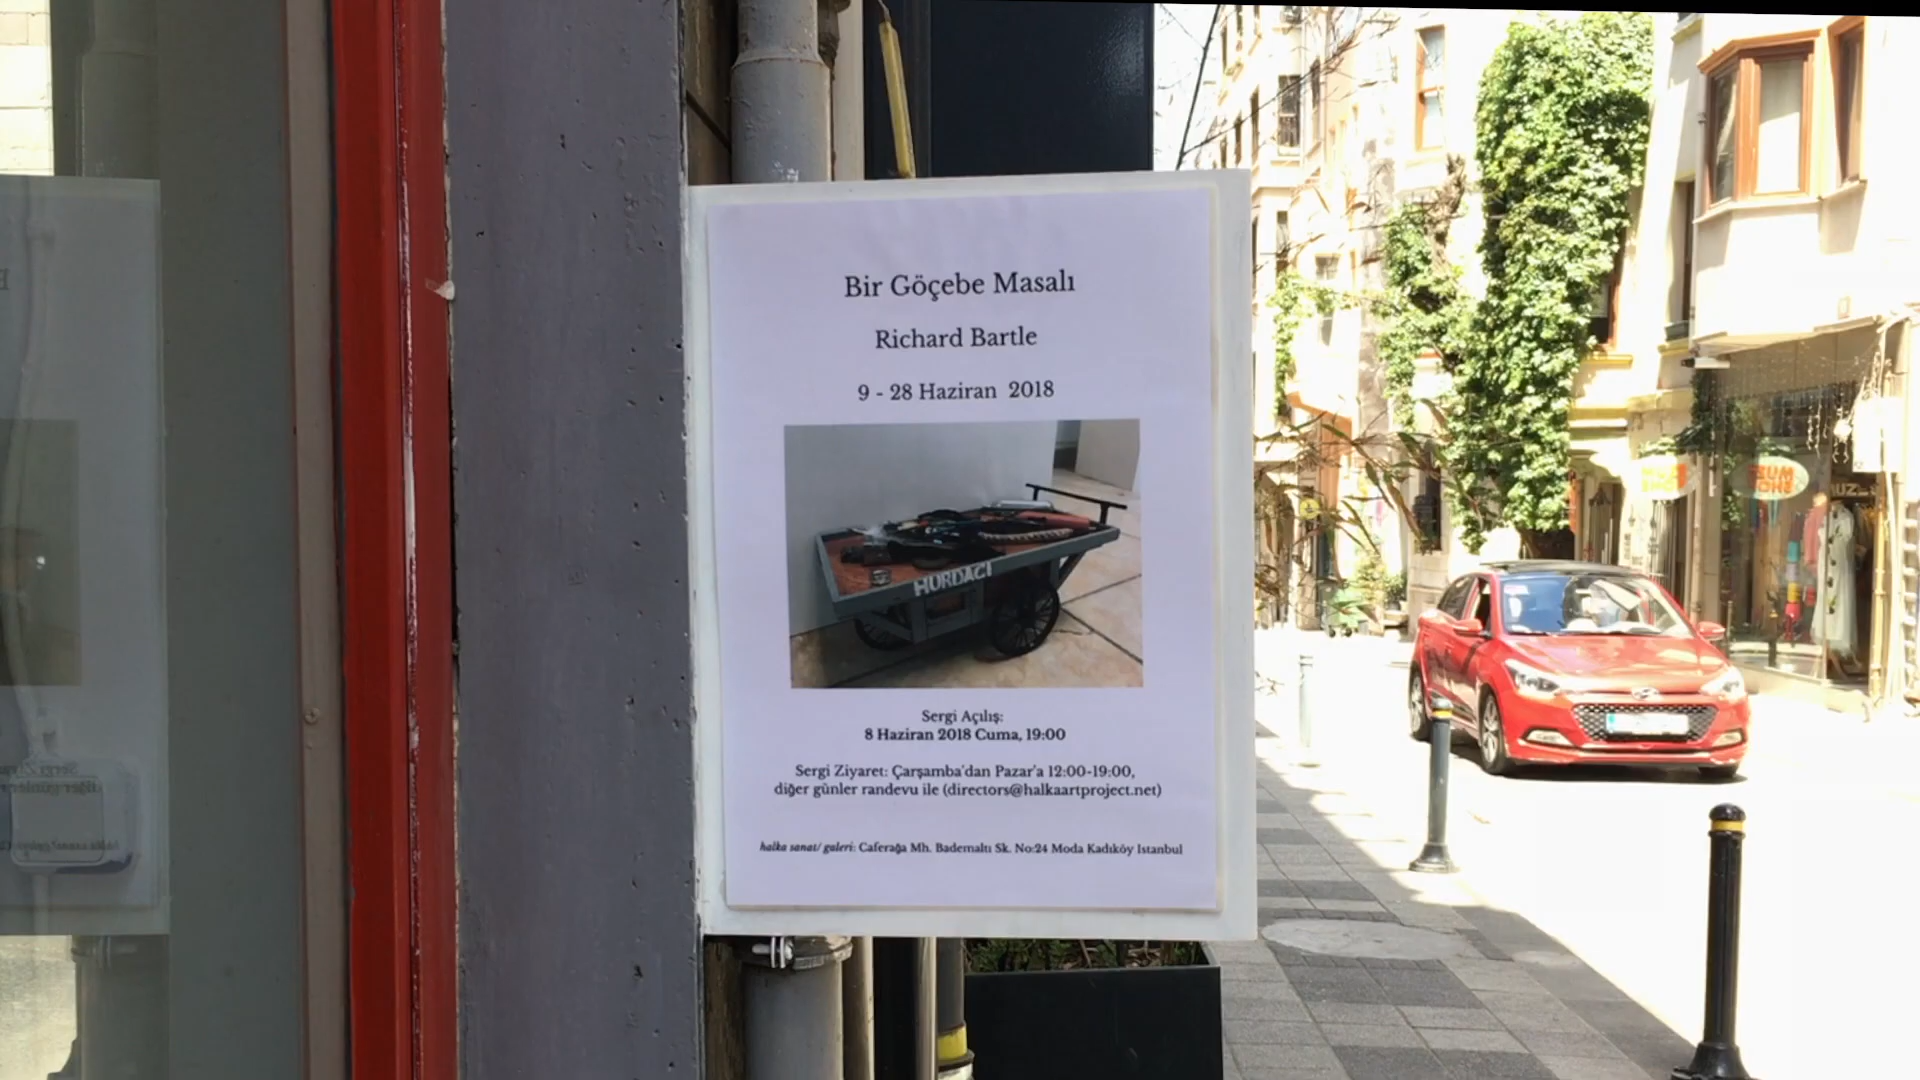 Bir Göçebe Masalı
Richard Bartle
9 - 28 Haziran 2018
HURDACI
Sergi Açılış:
8 Haziran 2018 Cuma, 19:00
Sergi Ziyaret: Çarşamba'dan Pazar'a 12:00-19:00,
diğer günler randevu ile (directors@halkaartproject.net)
halka sanat/ galeri: Caferağa Mh. Bademaltı Sk. No:24 Moda Kadıköy Istanbul